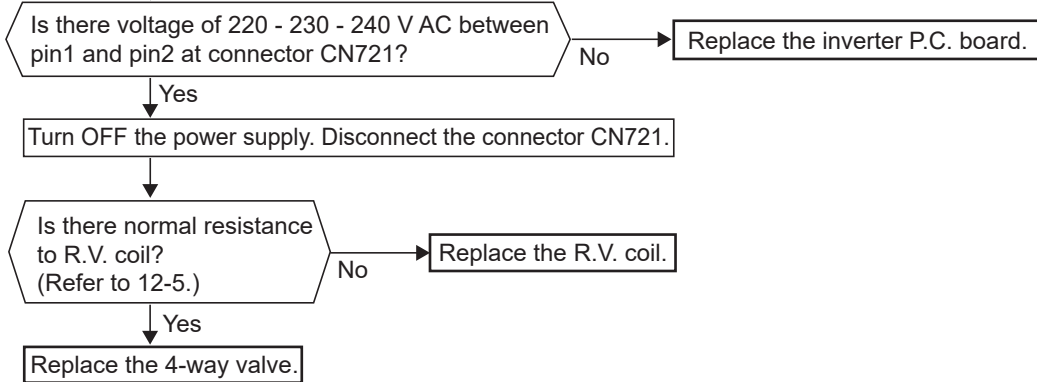 Is there voltage of 220 - 230 - 240 V AC between
pin1 and pin2 at connector CN721?
No
Replace the inverter P.C. board.
Yes
Turn OFF the power supply. Disconnect the connector CN721.
Is there normal resistance
to R.V. coil?
(Refer to 12-5.)
No
Replace the R.V. coil.
Yes
Replace the 4-way valve.